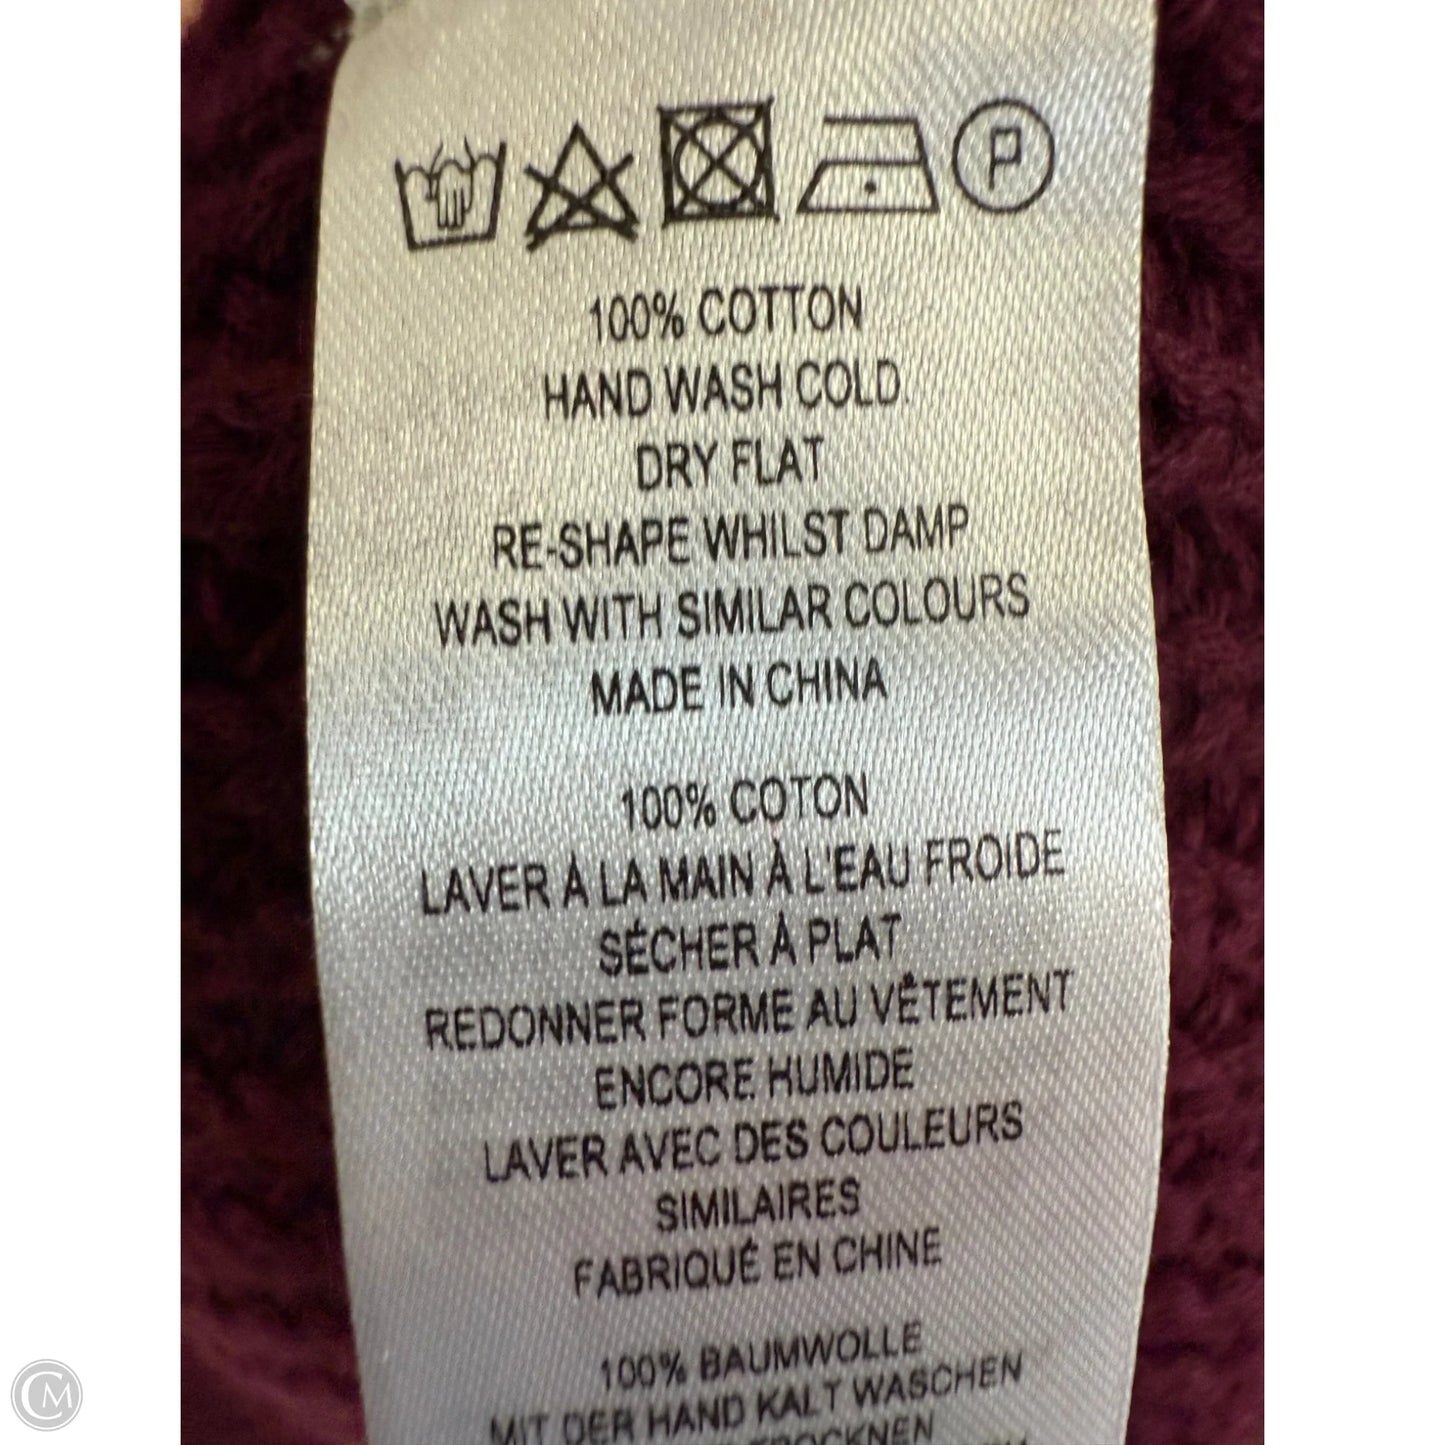 P
100% COTTON
HAND WASH COLD
DRY FLAT
RE-SHAPE WHILST DAMP
WASH WITH SIMILAR COLOURS
MADE IN CHINA
100% COTON
LAVER À LA MAIN À L'EAU FROIDE
SÉCHER À PLAT
REDONNER FORME AU VÊTEMENT
ENCORE HUMIDE
LAVER AVEC DES COULEURS
SIMILAIRES
FABRIQUÉ EN CHINE
100% BAUMWOLLE
MIT DER HAND KALT WASCHEN
CM